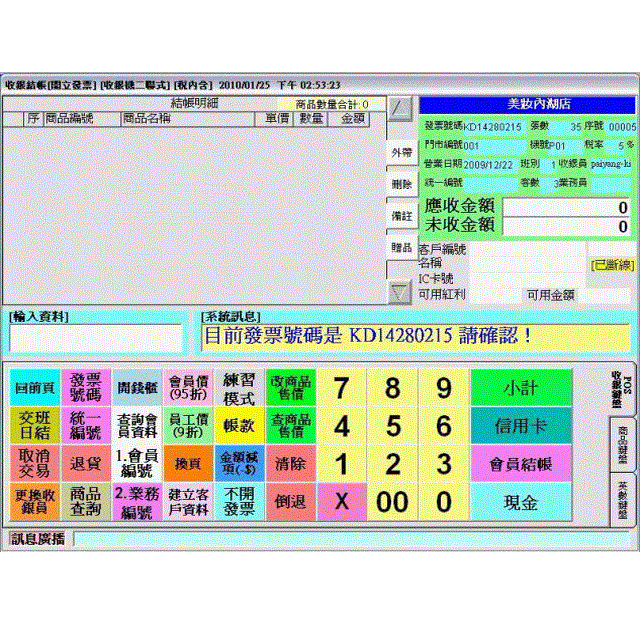 收銀結帳[開立發票] [收銀機二聯式] [稅內含] 2010/01/25 下午 02:53:23
結帳明細 商品數量合計:0
序 商品編號 商品名稱 單價 數量 金額
外帶
刪除
備註
贈品
美妝內湖店
發票號碼 KD14280215 張數 35 序號 00005
門市編號 001 機號 P01 稅率 5 %
營業日期 2009/12/22 班別 1 收銀員 paiyang-ki
統一編號 客數 3 業務員
應收金額 0
未收金額 0
客戶編號
名稱 [已斷線]
IC卡號
可用紅利 可用金額
[輸入資料]
[系統訊息]
目前發票號碼是 KD14280215 請確認！
回前頁 發票號碼 開錢櫃 會員價(95折) 練習模式 改商品售價 7 8 9 小計
交班日結 統一編號 查詢會員資料 員工價(9折) 帳款 查商品售價 4 5 6 信用卡
取消交易 退貨 1.會員編號 換頁 金額減項(-$) 清除 1 2 3 會員結帳
更換收銀員 商品查詢 2.業務編號 建立客戶資料 不開發票 倒退 X 00 0 現金
POS收銀鍵盤
商品鍵盤
英數鍵盤
訊息廣播